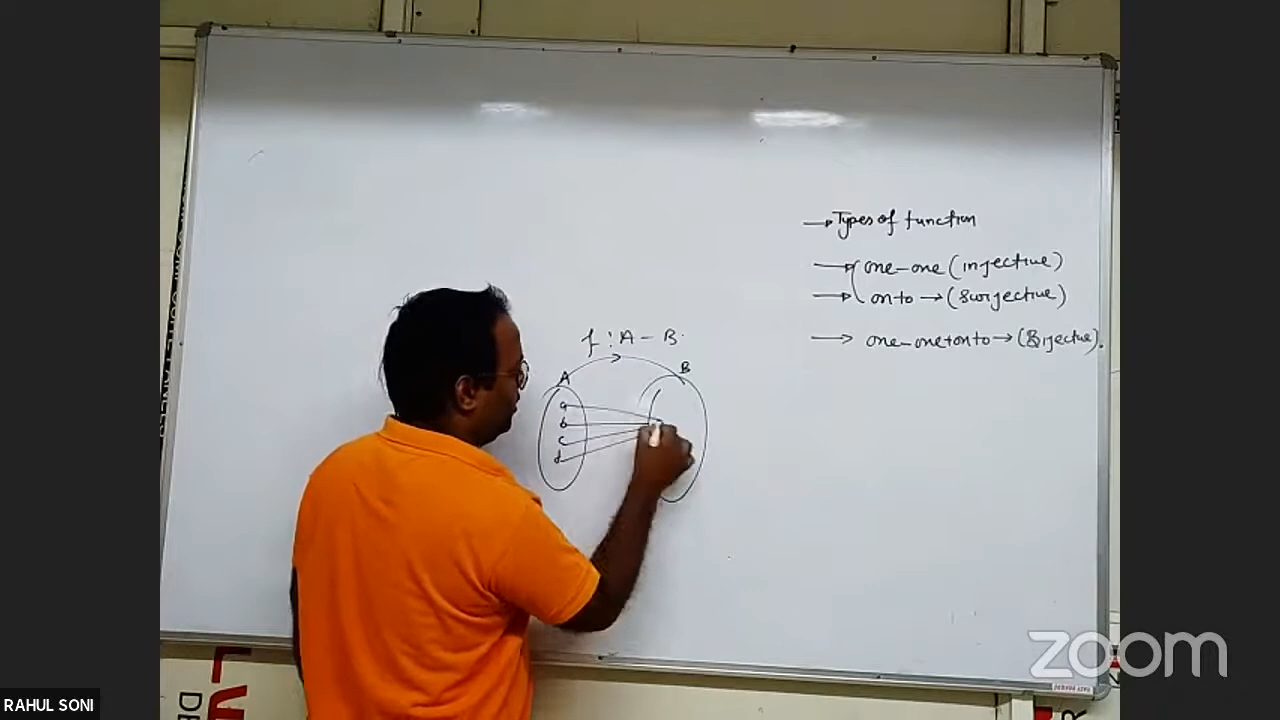 → Types of function
→ one-one (injective)
→ onto → (surjective)
→ one-one+onto → (Bijective).
f : A - B.
A B
a
b
c
d
zoom
RAHUL SONI